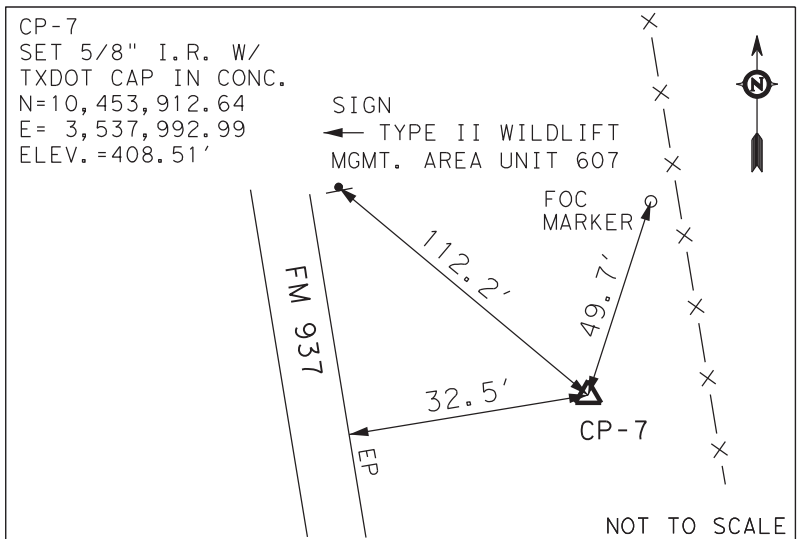 CP-7
SET 5/8" I.R. W/
TXDOT CAP IN CONC.
N=10,453,912.64
E= 3,537,992.99
ELEV.=408.51'
SIGN
TYPE II WILDLIFT
MGMT. AREA UNIT 607
N
FOC
MARKER
112.2'
49.7'
FM 937
32.5'
EP
CP-7
NOT TO SCALE